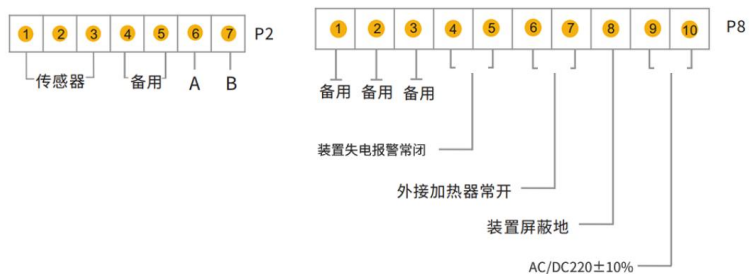 1 2 3 4 5 6 7 P2
传感器 备用 A B
1 2 3 4 5 6 7 8 9 10 P8
备用 备用 备用
装置失电报警常闭
外接加热器常开
装置屏蔽地
AC/DC220±10%